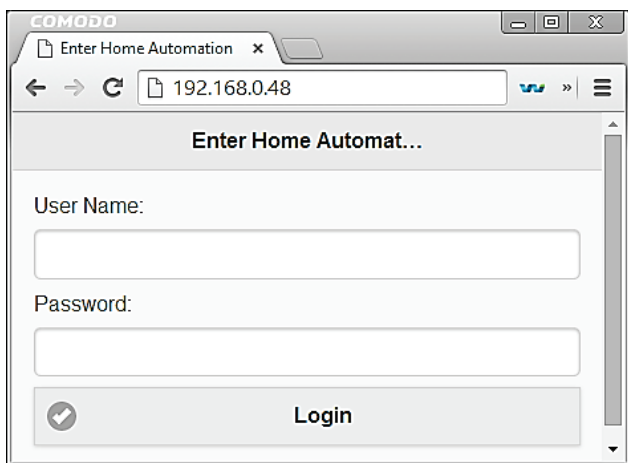 COMODO
Enter Home Automation
192.168.0.48
Enter Home Automat...
User Name:
Password:
Login